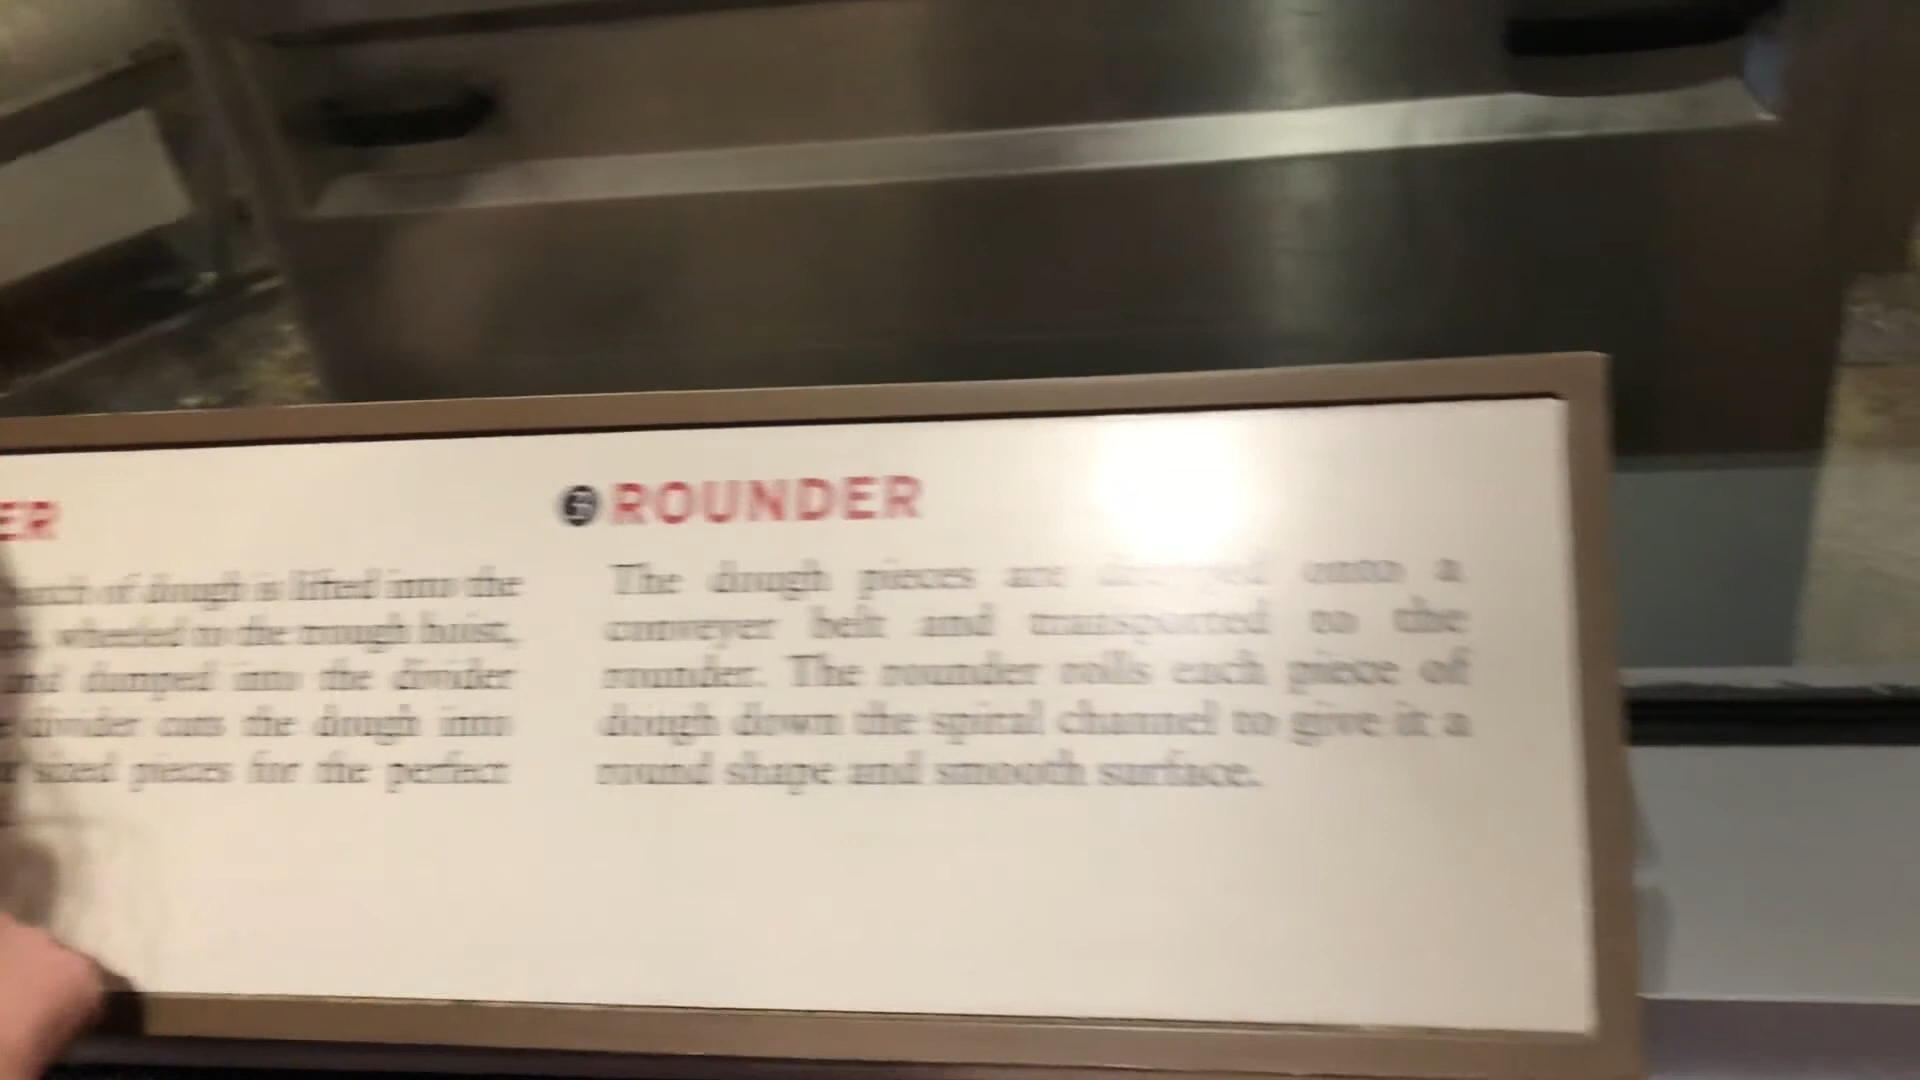 ER
of dough is lifted into the
wheeled to the trough hoist,
and dumped into the divider
divider cuts the dough into
sized pieces for the perfect
ROUNDER
The dough pieces are onto a
conveyer belt and transported to the
rounder. The rounder rolls each piece of
dough down the spiral channel to give it a
round shape and smooth surface.